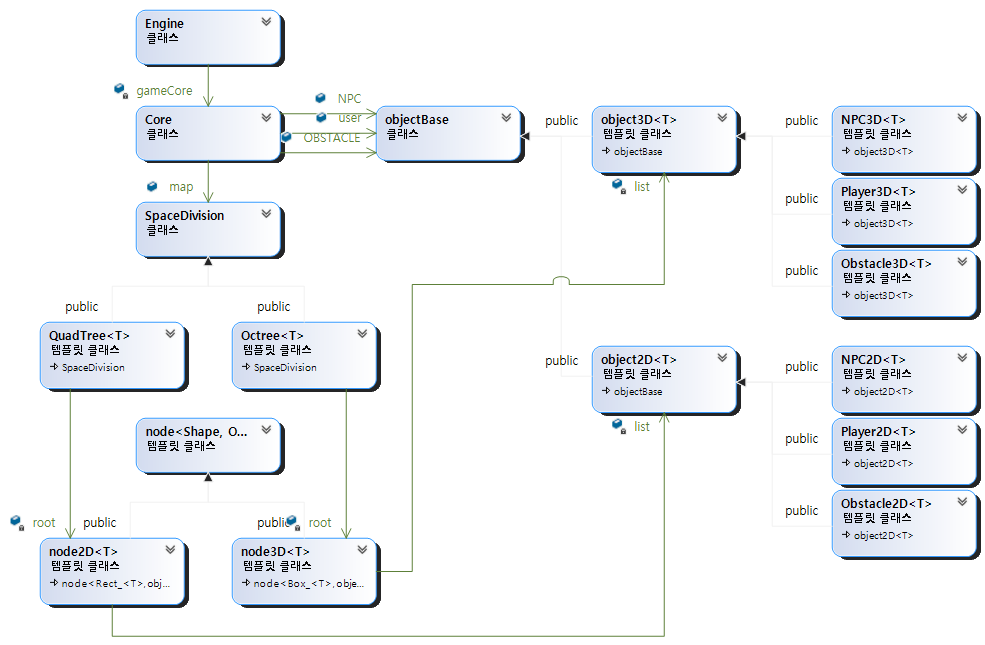 Engine
클래스
gameCore
Core
클래스
NPC
user
OBSTACLE
objectBase
클래스
public
object3D<T>
템플릿 클래스
objectBase
list
public
NPC3D<T>
템플릿 클래스
object3D<T>
public
Player3D<T>
템플릿 클래스
object3D<T>
public
Obstacle3D<T>
템플릿 클래스
object3D<T>
map
SpaceDivision
클래스
public
public
QuadTree<T>
템플릿 클래스
SpaceDivision
Octree<T>
템플릿 클래스
SpaceDivision
public
object2D<T>
템플릿 클래스
objectBase
list
public
NPC2D<T>
템플릿 클래스
object2D<T>
public
Player2D<T>
템플릿 클래스
object2D<T>
public
Obstacle2D<T>
템플릿 클래스
object2D<T>
node<Shape, O...
템플릿 클래스
root
public
public
root
node2D<T>
템플릿 클래스
node<Rect_<T>, obj...
node3D<T>
템플릿 클래스
node<Box_<T>, obje...